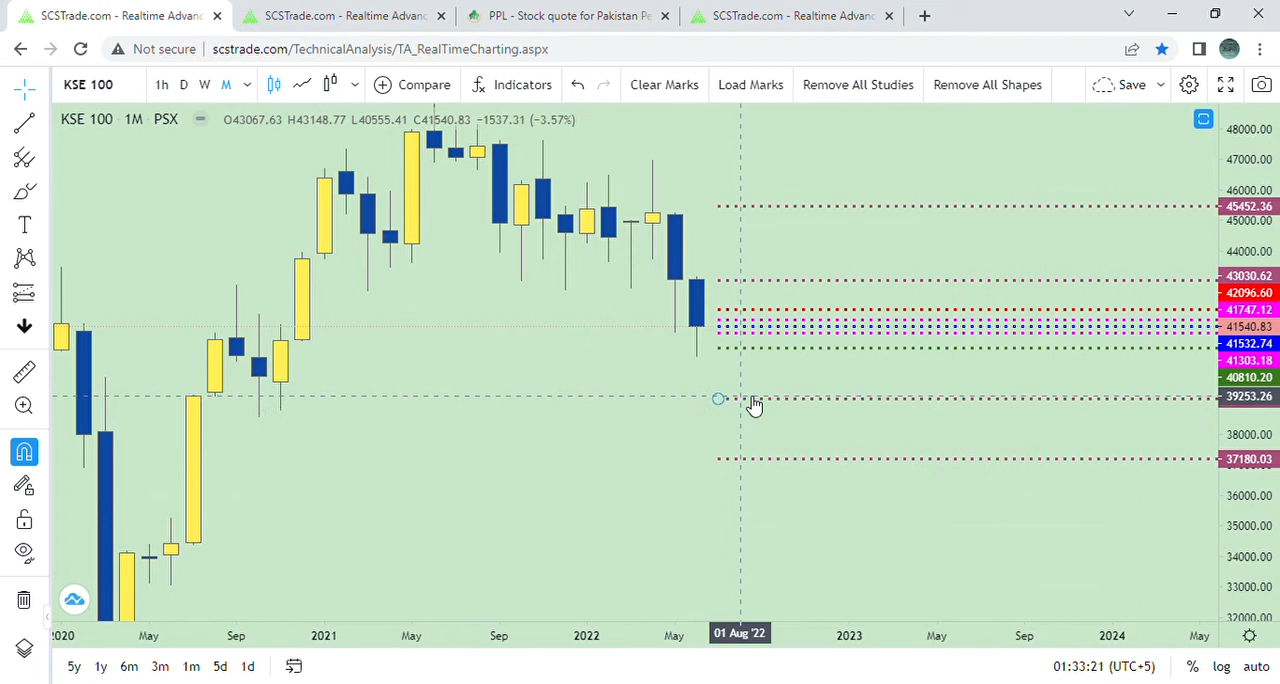 SCSTrade.com - Realtime Advanc
SCSTrade.com - Realtime Advanc
PPL - Stock quote for Pakistan Pe
SCSTrade.com - Realtime Advanc
Not secure
scstrade.com/TechnicalAnalysis/TA_RealTimeCharting.aspx
KSE 100 1h D W M Compare Indicators Clear Marks Load Marks Remove All Studies Remove All Shapes Save
KSE 100 · 1M · PSX O43067.63 H43148.77 L40555.41 C41540.83 −1537.31 (−3.57%)
48000.00
47000.00
46000.00
45452.36
45000.00
44000.00
43030.62
42096.60
41747.12
41540.83
41532.74
41303.18
40810.20
39253.26
38000.00
37180.03
36000.00
35000.00
34000.00
33000.00
32000.00
2020 May Sep 2021 May Sep 2022 May 01 Aug '22 2023 May Sep 2024 May
5y 1y 6m 3m 1m 5d 1d 01:33:21 (UTC+5) % log auto